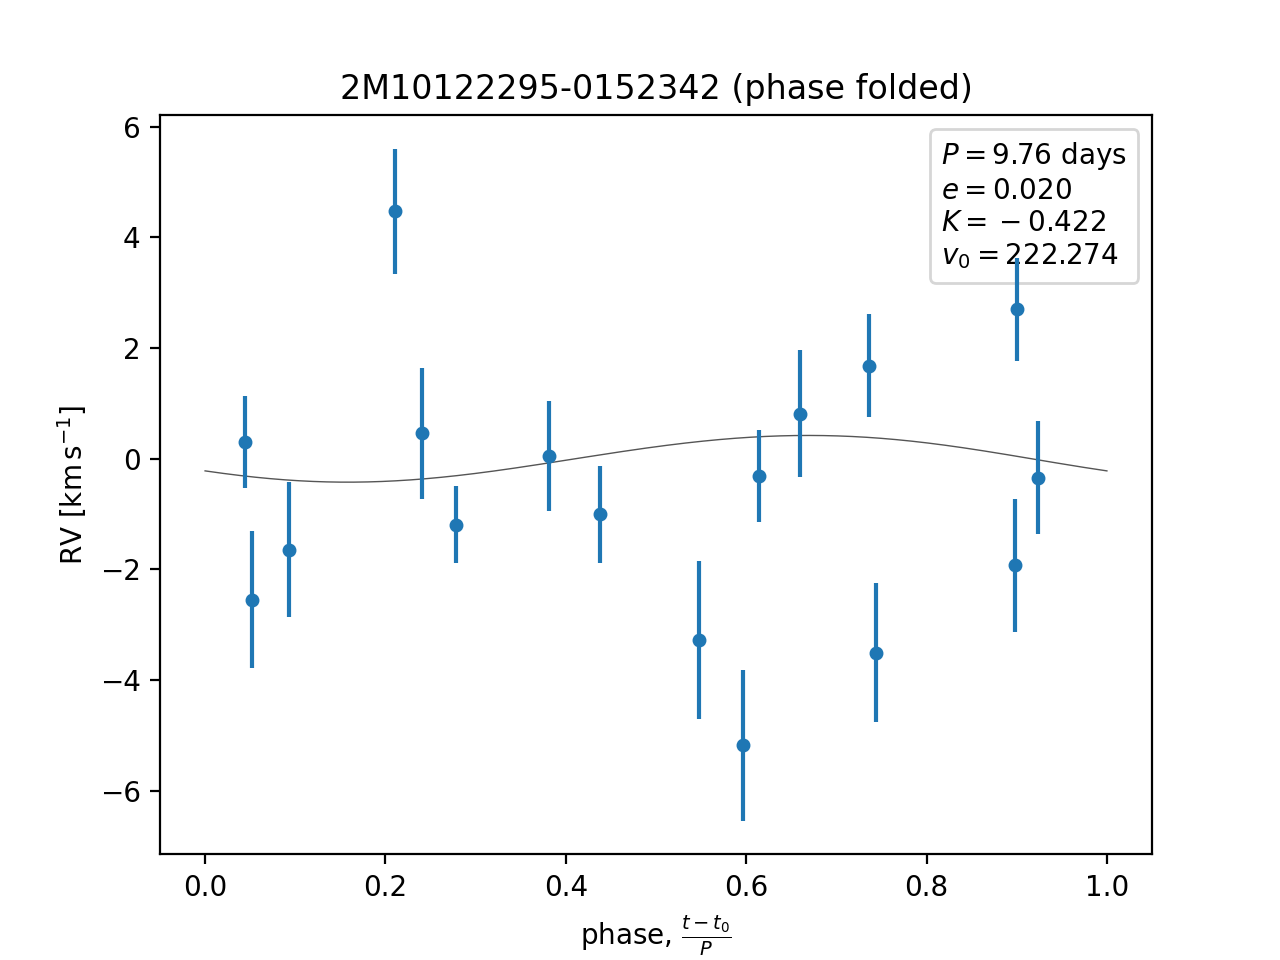 2M10122295-0152342 (phase folded)
P = 9.76 days
e = 0.020
K = −0.422
v₀ = 222.274
6
4
2
0
−2
−4
−6
RV [km s⁻¹]
0.0 0.2 0.4 0.6 0.8 1.0
phase, (t − t₀)/P